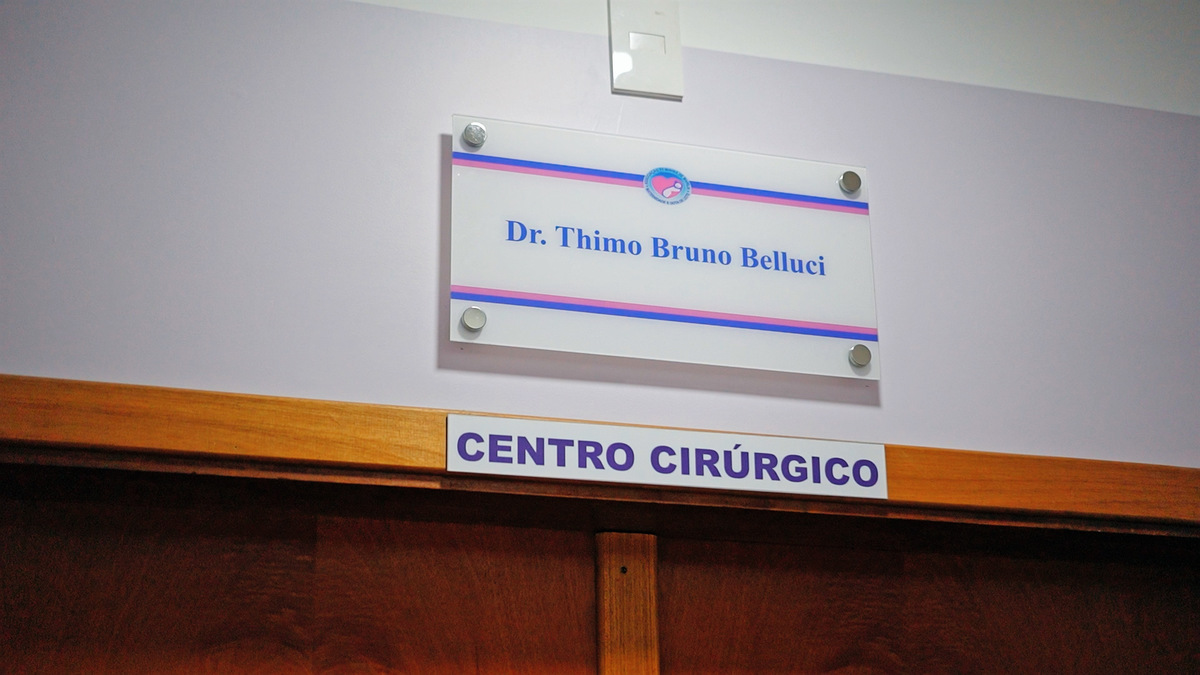 Dr. Thimo Bruno Belluci
CENTRO CIRÚRGICO